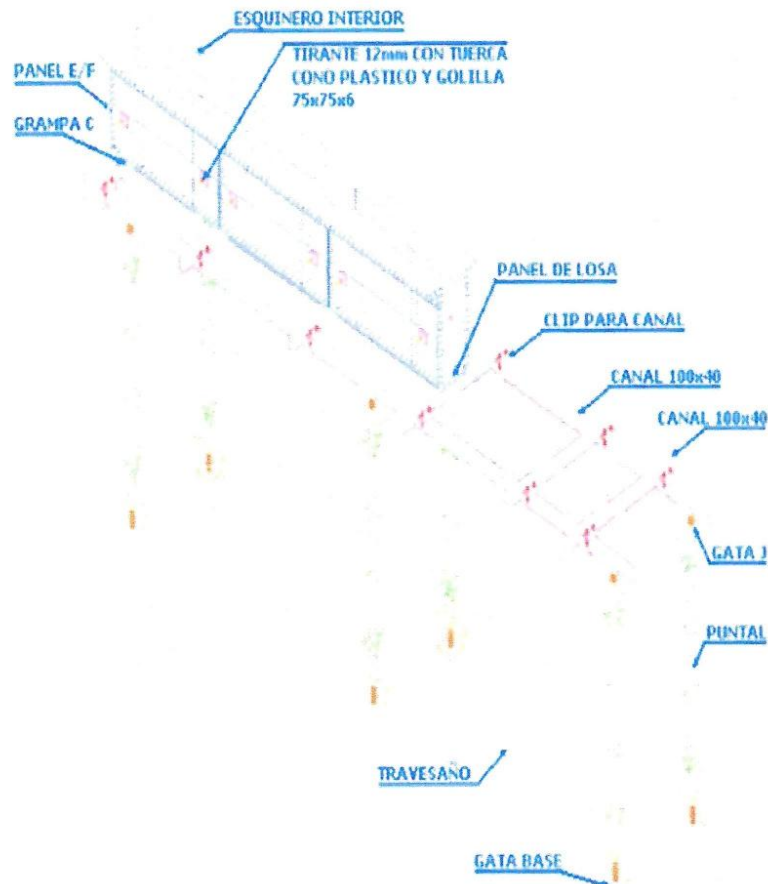 ESQUINERO INTERIOR
TIRANTE 12mm CON TUERCA
CONO PLASTICO Y GOLILLA
75x75x6
PANEL E/F
GRAMPA C
PANEL DE LOSA
CLIP PARA CANAL
CANAL 100x40
CANAL 100x40
GATA J
PUNTAL
TRAVESAÑO
GATA BASE